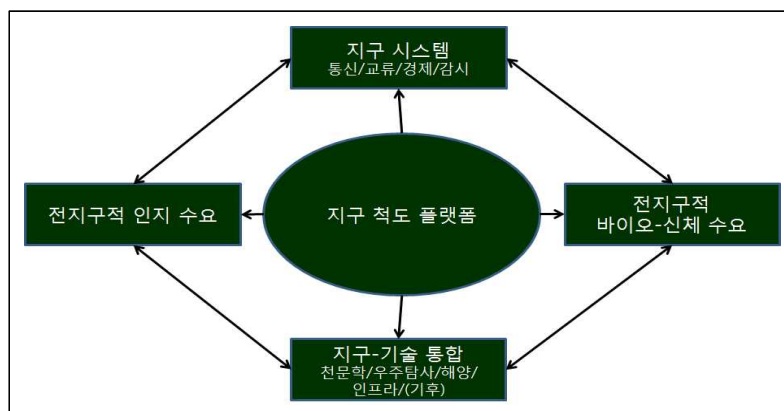 지구 시스템
통신/교류/경제/감시
전지구적 인지 수요
지구 척도 플랫폼
전지구적
바이오-신체 수요
지구-기술 통합
천문학/우주탐사/해양/
인프라/(기후)